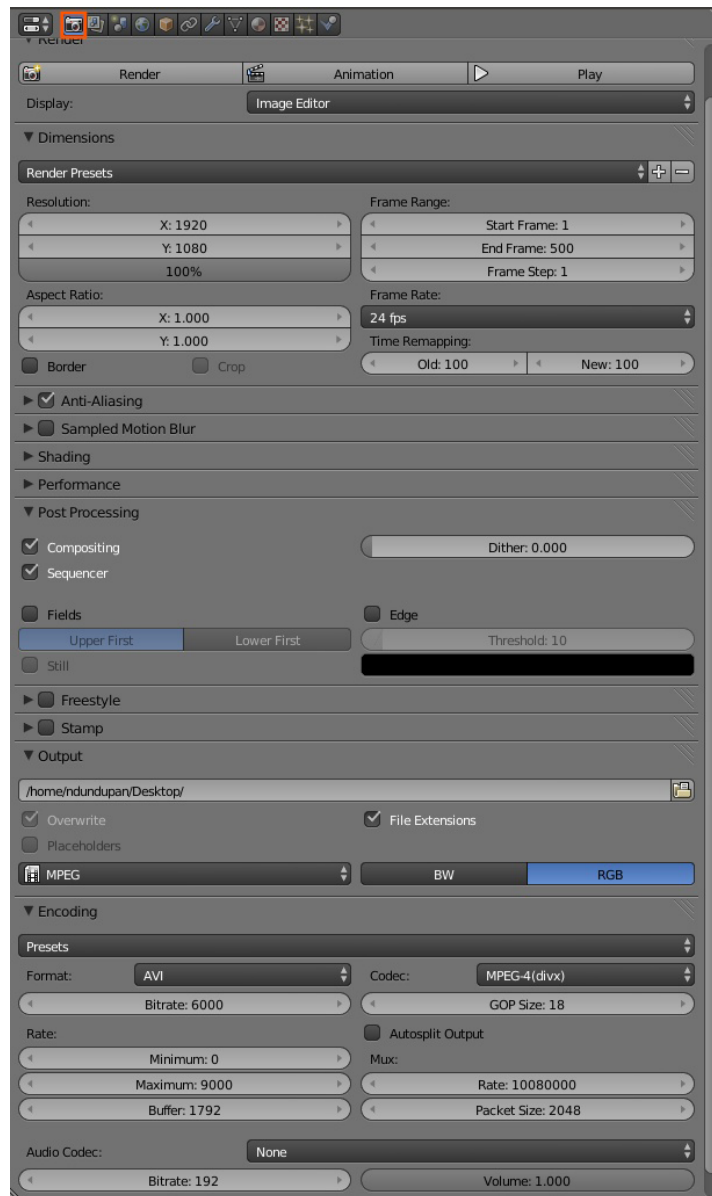 Render
Render
Animation
Play
Display:
Image Editor
Dimensions
Render Presets
Resolution:
X: 1920
Y: 1080
100%
Aspect Ratio:
X: 1.000
Y: 1.000
Border
Crop
Frame Range:
Start Frame: 1
End Frame: 500
Frame Step: 1
Frame Rate:
24 fps
Time Remapping:
Old: 100
New: 100
Anti-Aliasing
Sampled Motion Blur
Shading
Performance
Post Processing
Compositing
Sequencer
Dither: 0.000
Fields
Upper First
Lower First
Still
Edge
Threshold: 10
Freestyle
Stamp
Output
/home/ndundupan/Desktop/
Overwrite
File Extensions
Placeholders
MPEG
BW
RGB
Encoding
Presets
Format:
AVI
Codec:
MPEG-4(divx)
Bitrate: 6000
GOP Size: 18
Rate:
Autosplit Output
Minimum: 0
Mux:
Maximum: 9000
Rate: 10080000
Buffer: 1792
Packet Size: 2048
Audio Codec:
None
Bitrate: 192
Volume: 1.000